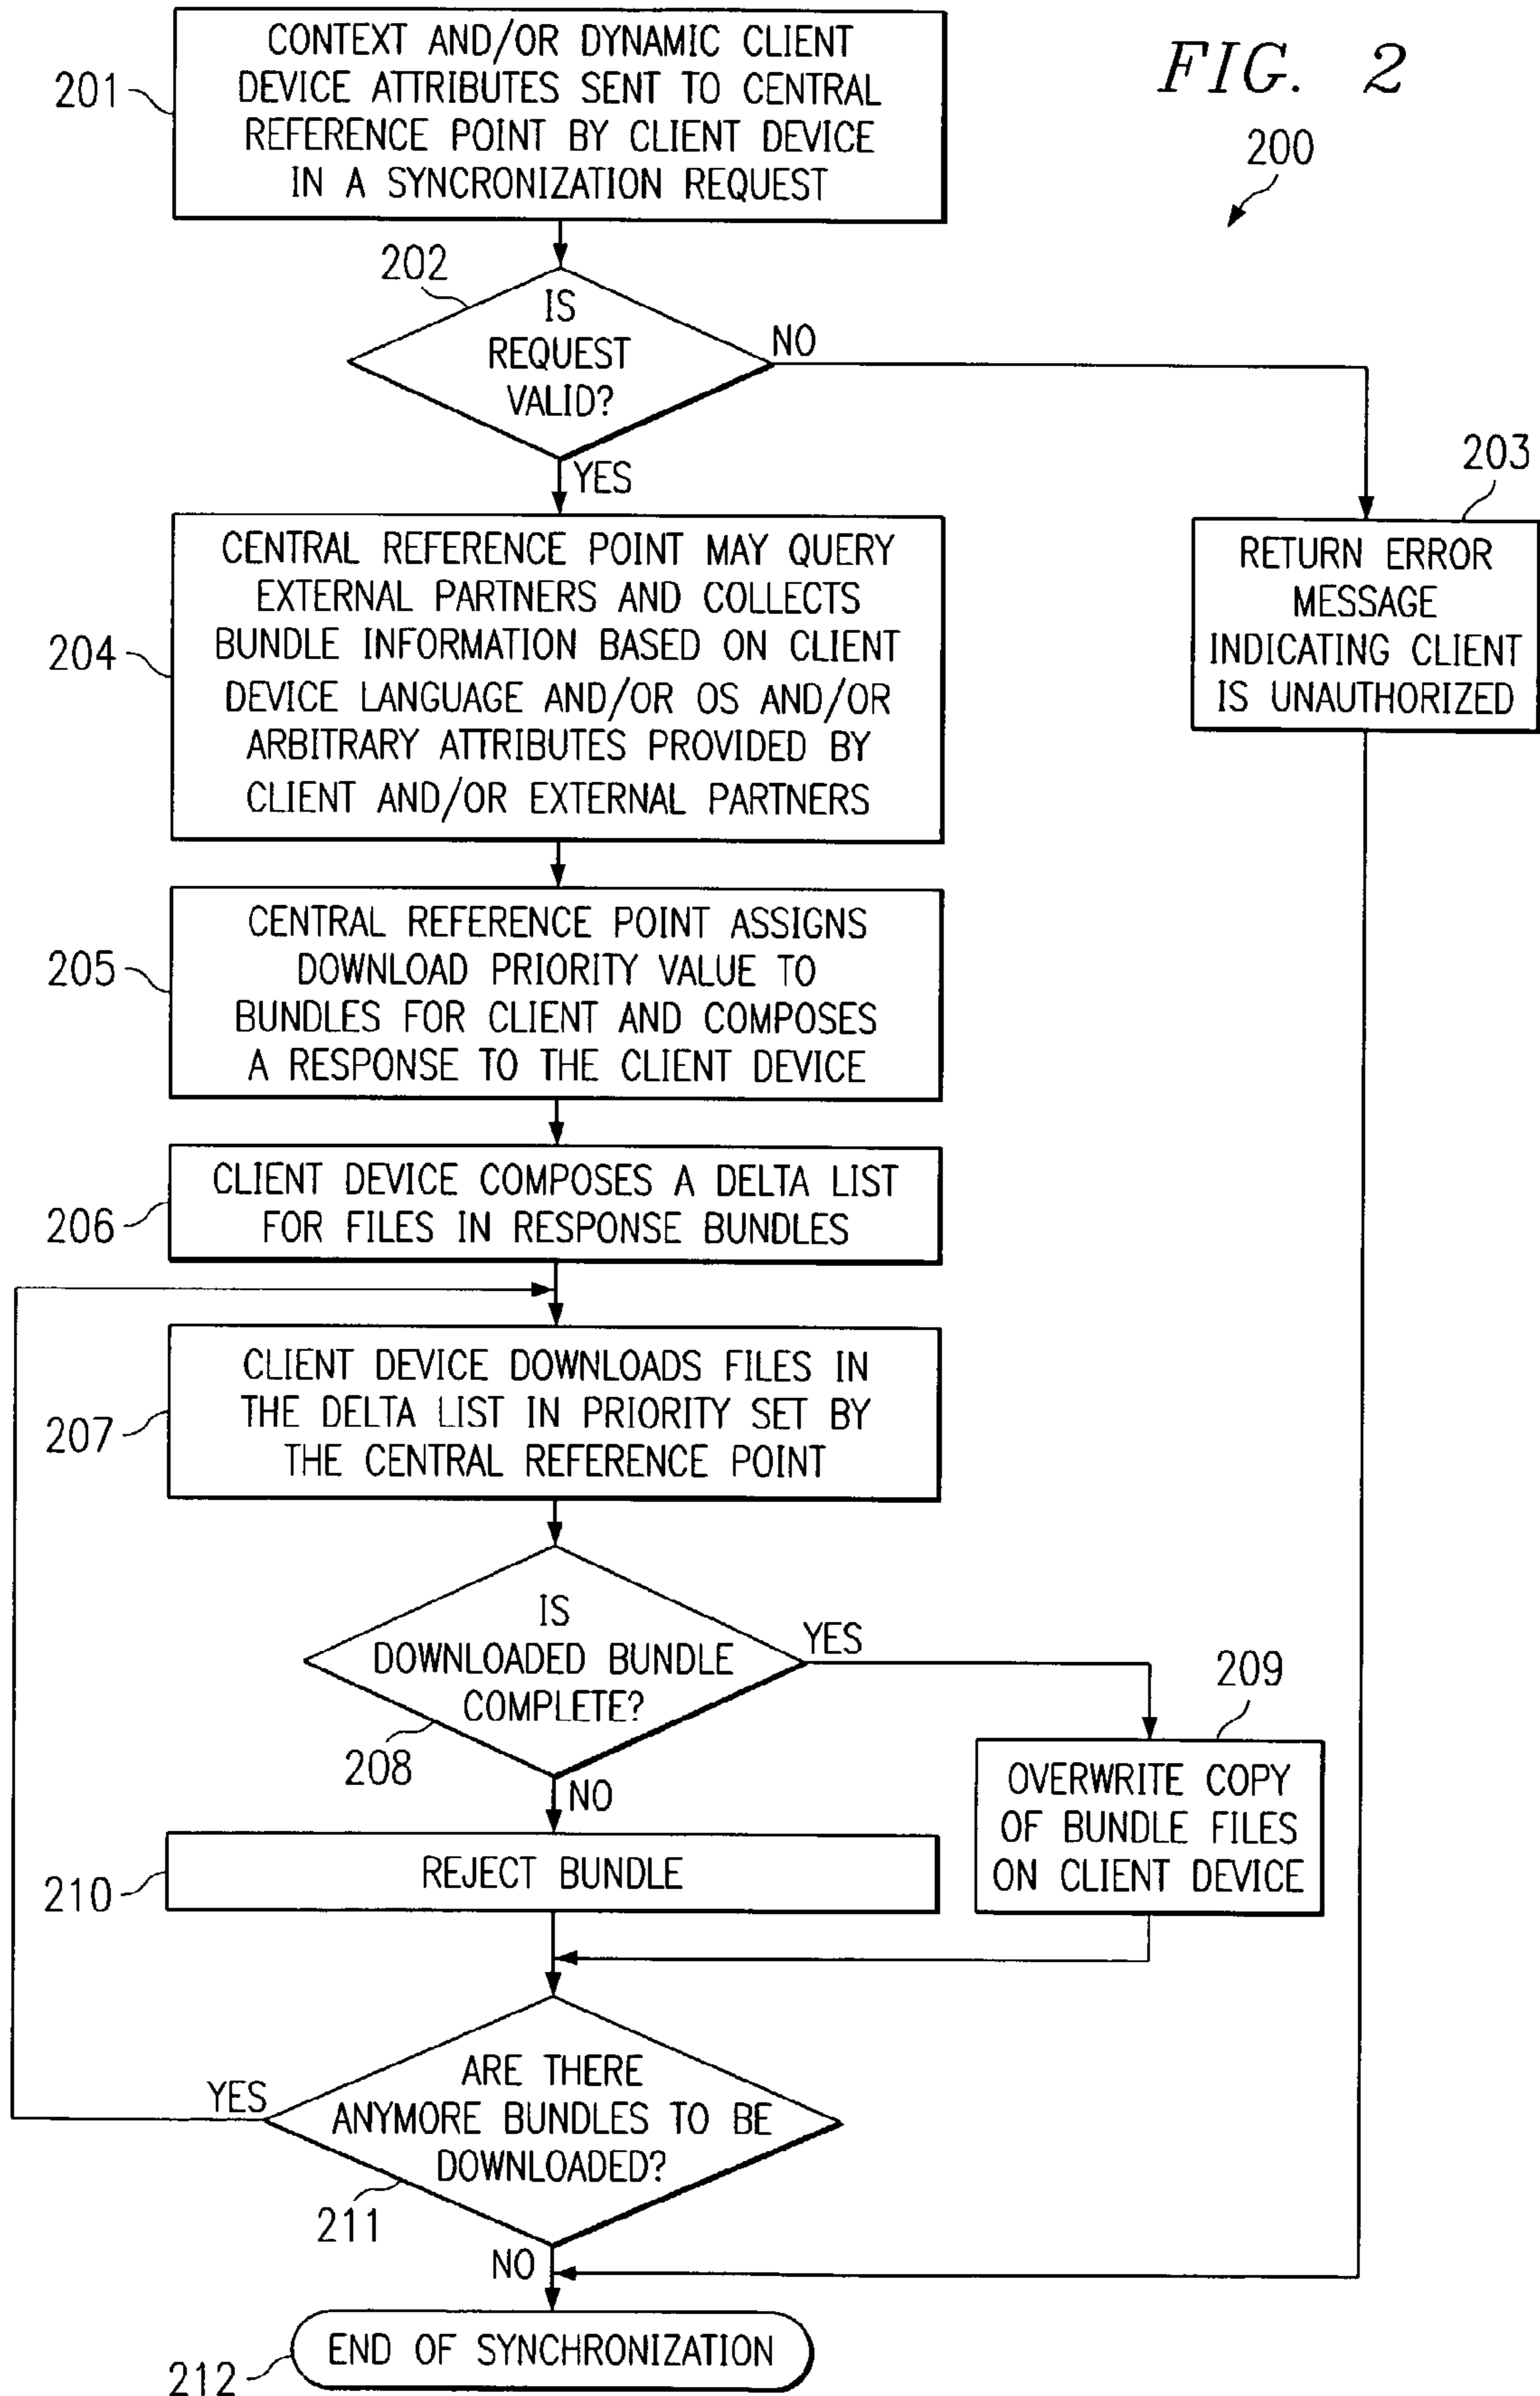 FIG. 2
200
201
CONTEXT AND/OR DYNAMIC CLIENT
DEVICE ATTRIBUTES SENT TO CENTRAL
REFERENCE POINT BY CLIENT DEVICE
IN A SYNCRONIZATION REQUEST
202
IS
REQUEST
VALID?
NO
YES
203
RETURN ERROR
MESSAGE
INDICATING CLIENT
IS UNAUTHORIZED
204
CENTRAL REFERENCE POINT MAY QUERY
EXTERNAL PARTNERS AND COLLECTS
BUNDLE INFORMATION BASED ON CLIENT
DEVICE LANGUAGE AND/OR OS AND/OR
ARBITRARY ATTRIBUTES PROVIDED BY
CLIENT AND/OR EXTERNAL PARTNERS
205
CENTRAL REFERENCE POINT ASSIGNS
DOWNLOAD PRIORITY VALUE TO
BUNDLES FOR CLIENT AND COMPOSES
A RESPONSE TO THE CLIENT DEVICE
206
CLIENT DEVICE COMPOSES A DELTA LIST
FOR FILES IN RESPONSE BUNDLES
207
CLIENT DEVICE DOWNLOADS FILES IN
THE DELTA LIST IN PRIORITY SET BY
THE CENTRAL REFERENCE POINT
IS
DOWNLOADED BUNDLE
COMPLETE?
208
YES
NO
209
OVERWRITE COPY
OF BUNDLE FILES
ON CLIENT DEVICE
210
REJECT BUNDLE
ARE THERE
ANYMORE BUNDLES TO BE
DOWNLOADED?
YES
211
NO
END OF SYNCHRONIZATION
212